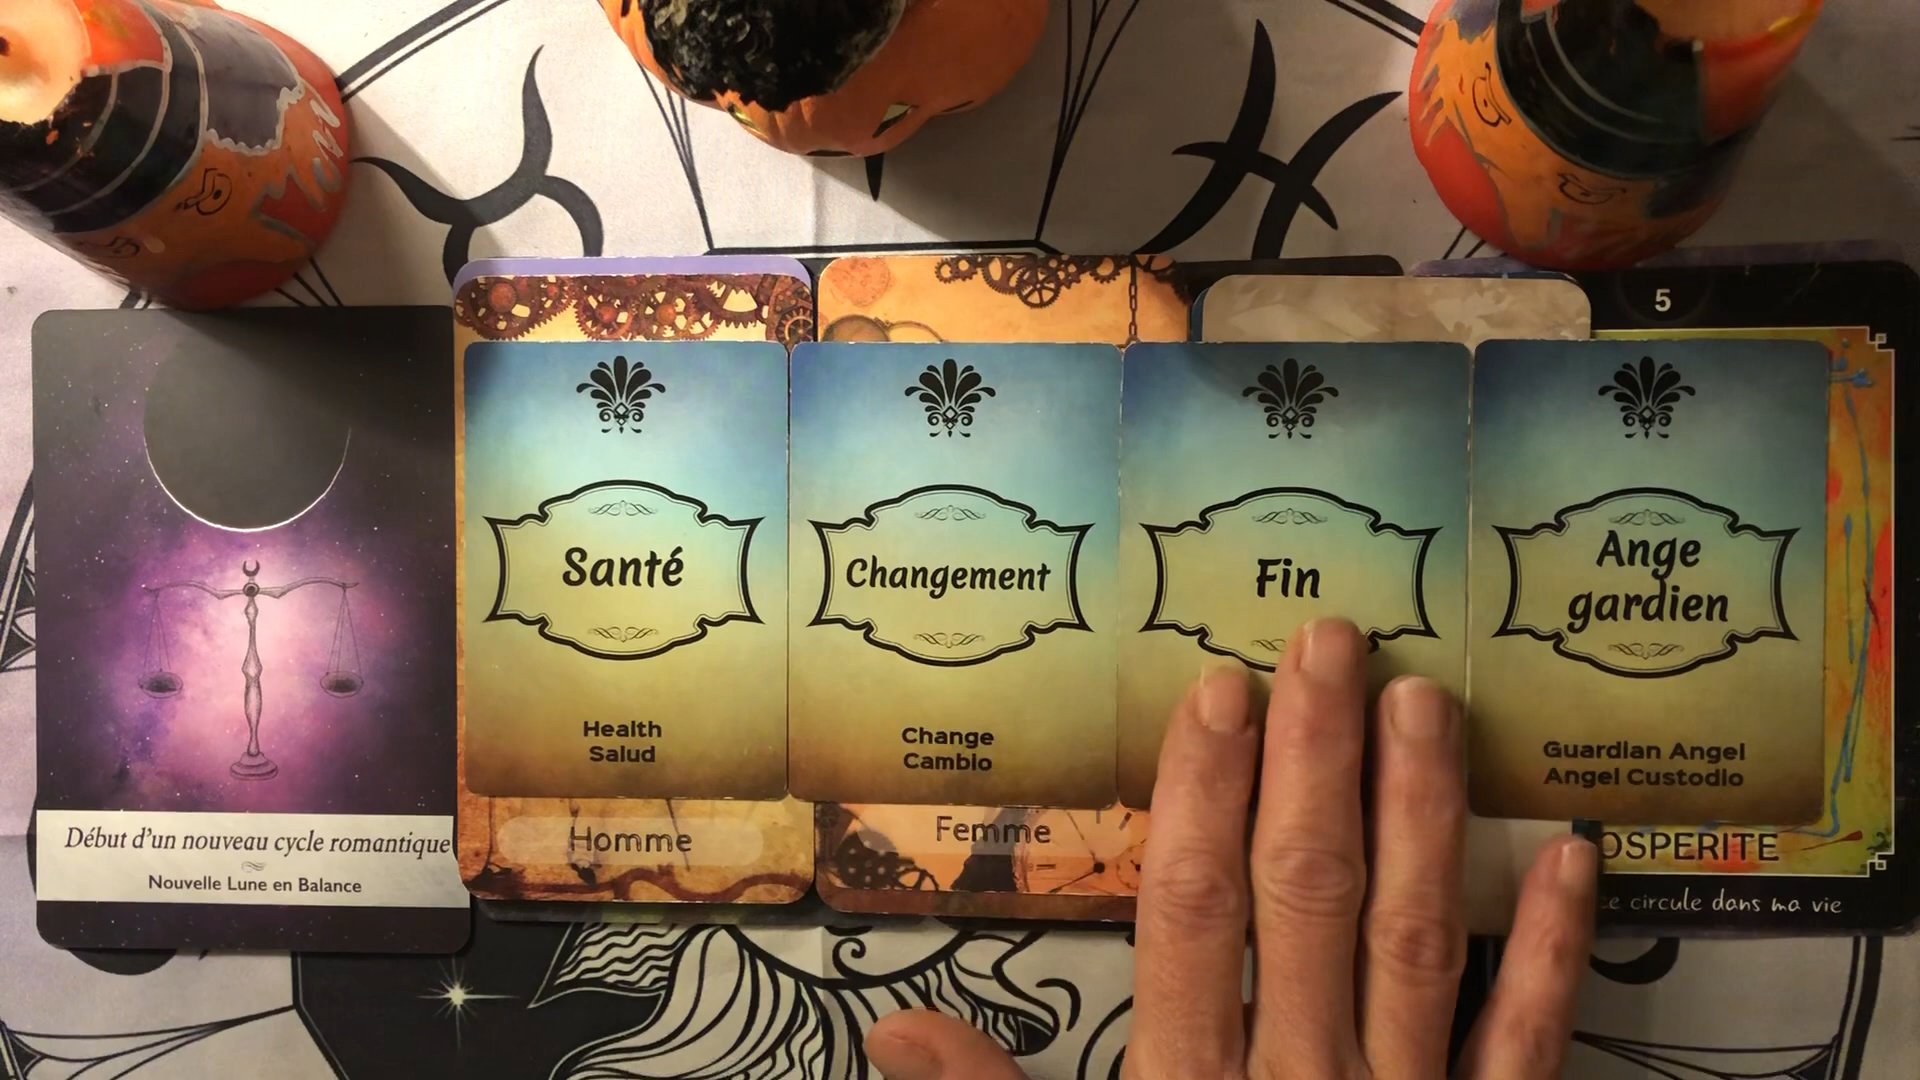 Début d'un nouveau cycle romantique
Nouvelle Lune en Balance
Santé
Health
Salud
Homme
Changement
Change
Cambio
Femme
Fin
Ange
gardien
Guardian Angel
Angel Custodio
5
OSPERITE
ce circule dans ma vie